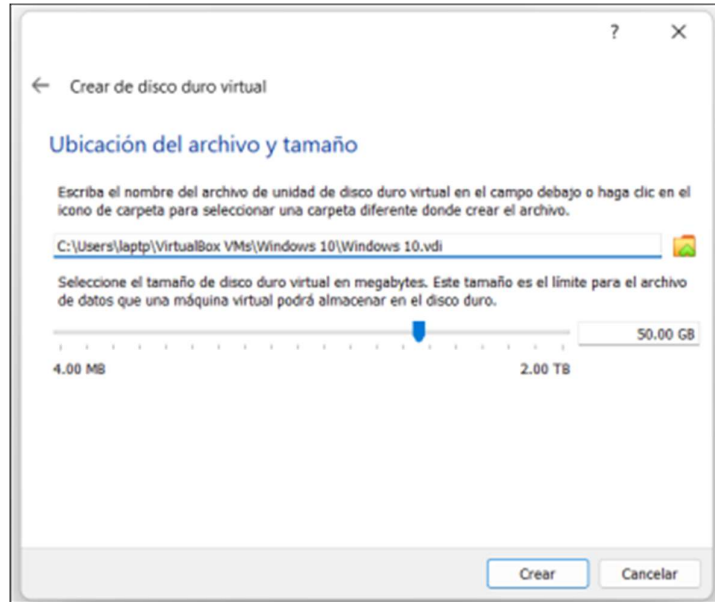 ?
← Crear de disco duro virtual
Ubicación del archivo y tamaño
Escriba el nombre del archivo de unidad de disco duro virtual en el campo debajo o haga clic en el
icono de carpeta para seleccionar una carpeta diferente donde crear el archivo.
C:\Users\laptp\VirtualBox VMs\Windows 10\Windows 10.vdi
Seleccione el tamaño de disco duro virtual en megabytes. Este tamaño es el límite para el archivo
de datos que una máquina virtual podrá almacenar en el disco duro.
50.00 GB
4.00 MB 2.00 TB
Crear Cancelar